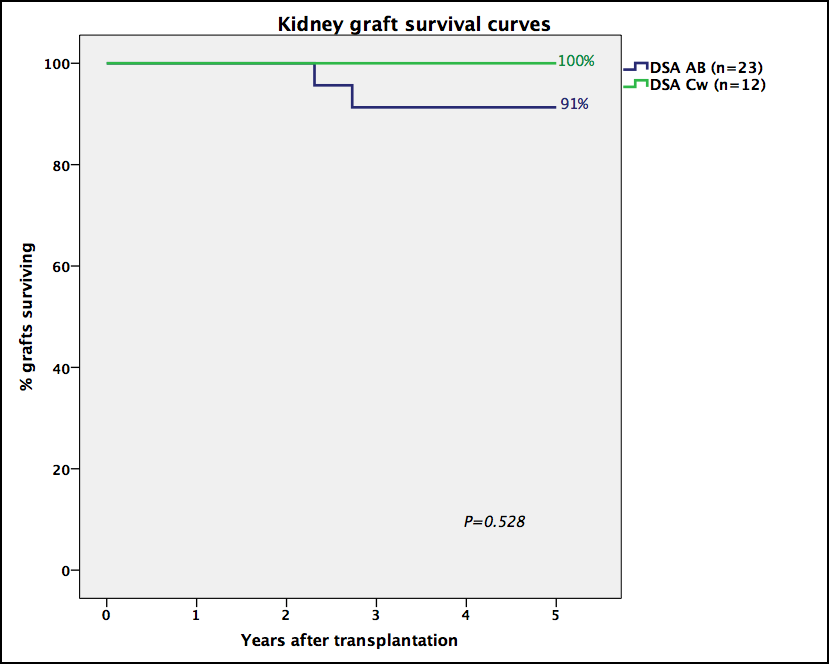 Kidney graft survival curves
100
80
60
40
20
0
% grafts surviving
100%
91%
P=0.528
DSA AB (n=23)
DSA Cw (n=12)
0 1 2 3 4 5
Years after transplantation